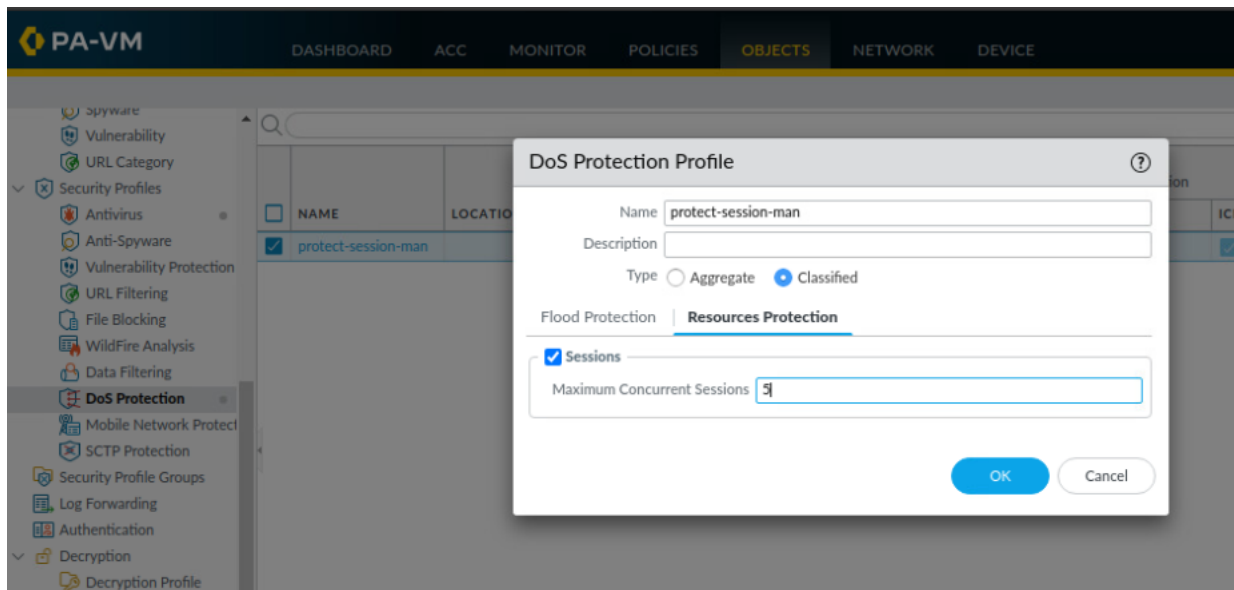 PA-VM
DASHBOARD ACC MONITOR POLICIES OBJECTS NETWORK DEVICE
Spyware
Vulnerability
URL Category
Security Profiles
Antivirus
Anti-Spyware
Vulnerability Protection
URL Filtering
File Blocking
WildFire Analysis
Data Filtering
DoS Protection
Mobile Network Protect
SCTP Protection
Security Profile Groups
Log Forwarding
Authentication
Decryption
Decryption Profile
NAME LOCATIO
protect-session-man
ion
IC
DoS Protection Profile
Name protect-session-man
Description
Type Aggregate Classified
Flood Protection Resources Protection
Sessions
Maximum Concurrent Sessions 5
OK Cancel